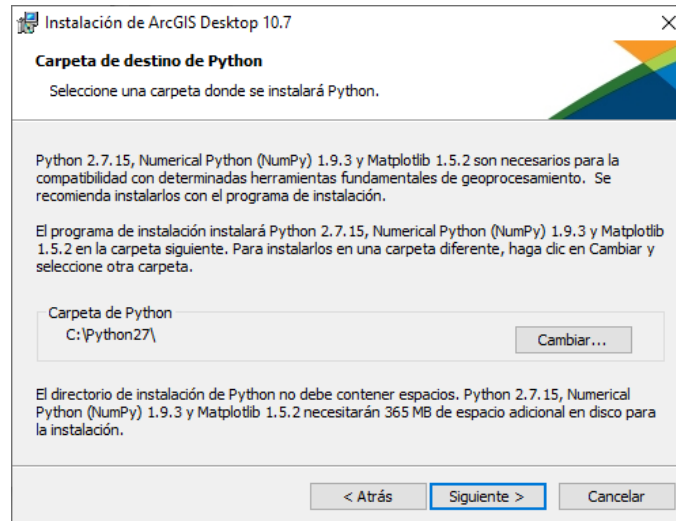 Instalación de ArcGIS Desktop 10.7
Carpeta de destino de Python
Seleccione una carpeta donde se instalará Python.
Python 2.7.15, Numerical Python (NumPy) 1.9.3 y Matplotlib 1.5.2 son necesarios para la
compatibilidad con determinadas herramientas fundamentales de geoprocesamiento. Se
recomienda instalarlos con el programa de instalación.
El programa de instalación instalará Python 2.7.15, Numerical Python (NumPy) 1.9.3 y Matplotlib
1.5.2 en la carpeta siguiente. Para instalarlos en una carpeta diferente, haga clic en Cambiar y
seleccione otra carpeta.
Carpeta de Python
C:\Python27\
Cambiar...
El directorio de instalación de Python no debe contener espacios. Python 2.7.15, Numerical
Python (NumPy) 1.9.3 y Matplotlib 1.5.2 necesitarán 365 MB de espacio adicional en disco para
la instalación.
< Atrás Siguiente > Cancelar